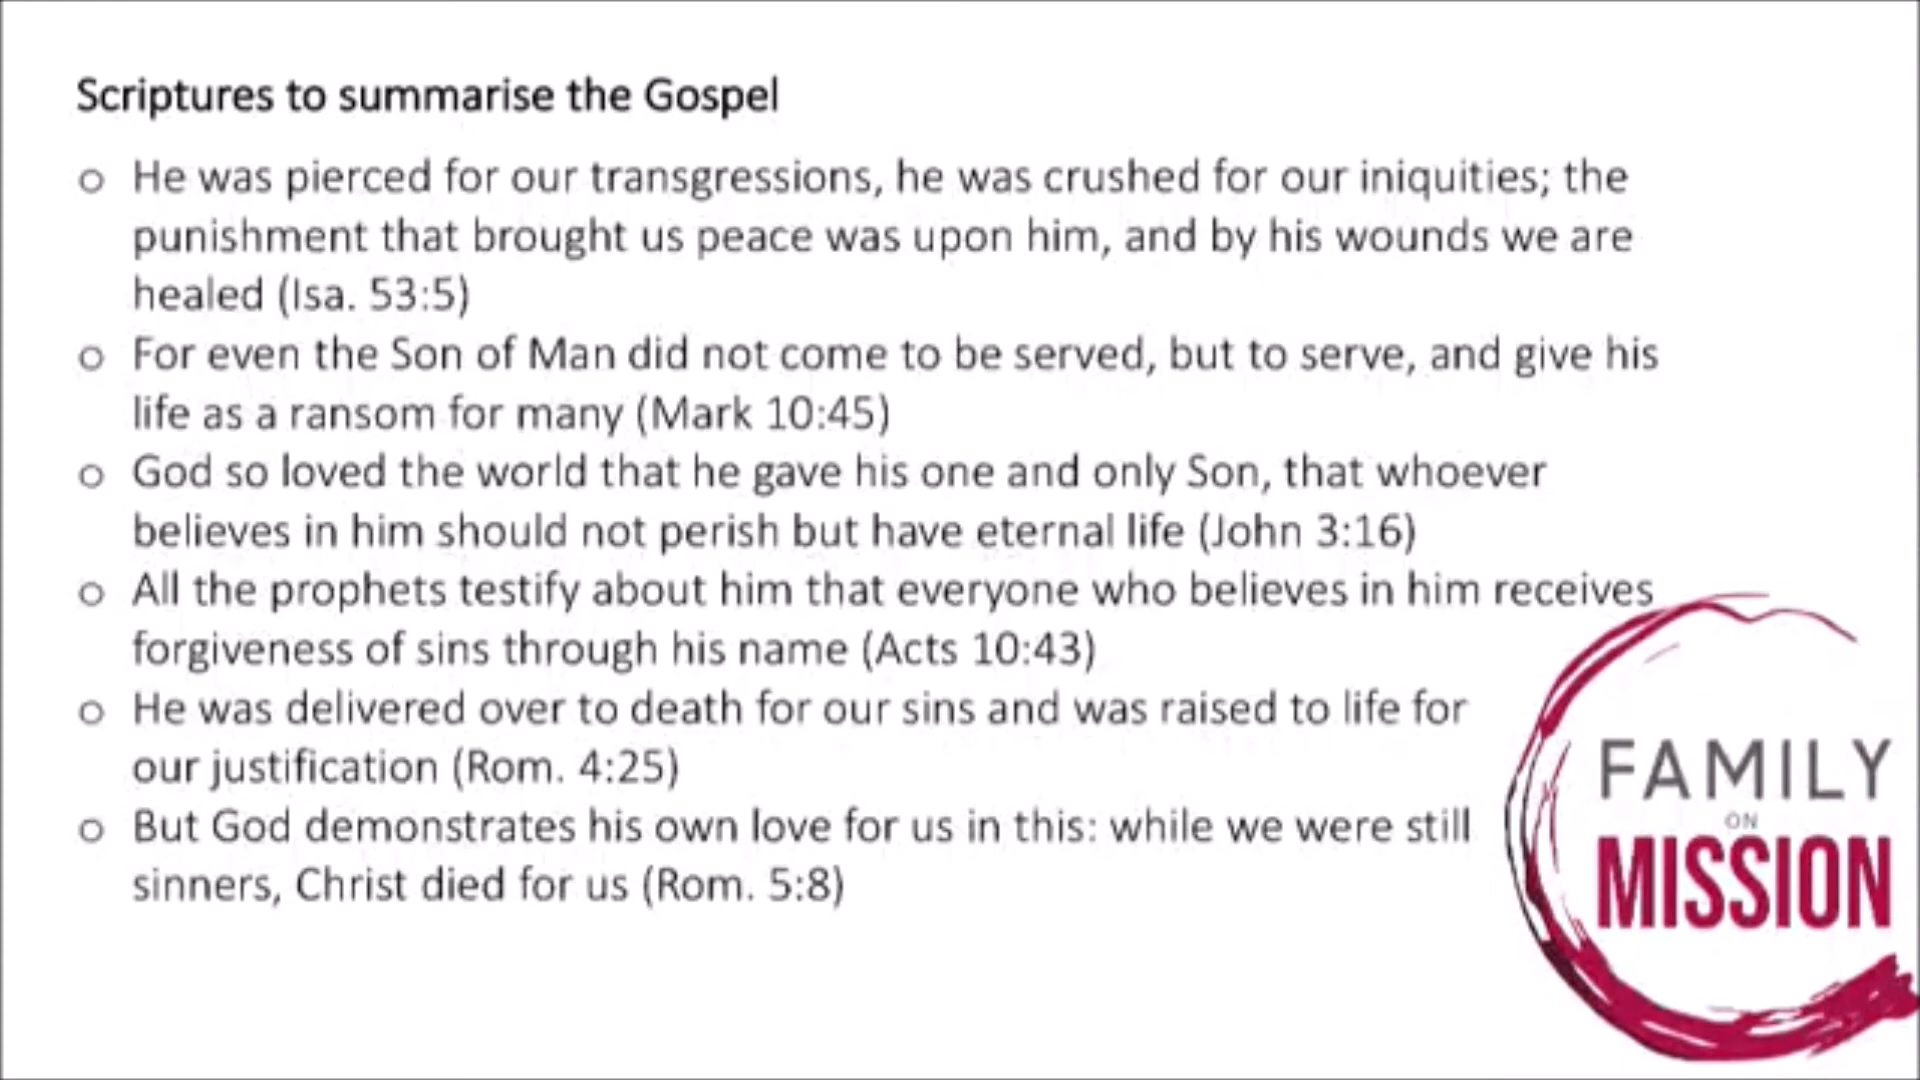 Scriptures to summarise the Gospel
o He was pierced for our transgressions, he was crushed for our iniquities; the
punishment that brought us peace was upon him, and by his wounds we are
healed (Isa. 53:5)
o For even the Son of Man did not come to be served, but to serve, and give his
life as a ransom for many (Mark 10:45)
o God so loved the world that he gave his one and only Son, that whoever
believes in him should not perish but have eternal life (John 3:16)
o All the prophets testify about him that everyone who believes in him receives
forgiveness of sins through his name (Acts 10:43)
o He was delivered over to death for our sins and was raised to life for
our justification (Rom. 4:25)
o But God demonstrates his own love for us in this: while we were still
sinners, Christ died for us (Rom. 5:8)
FAMILY
ON
MISSION